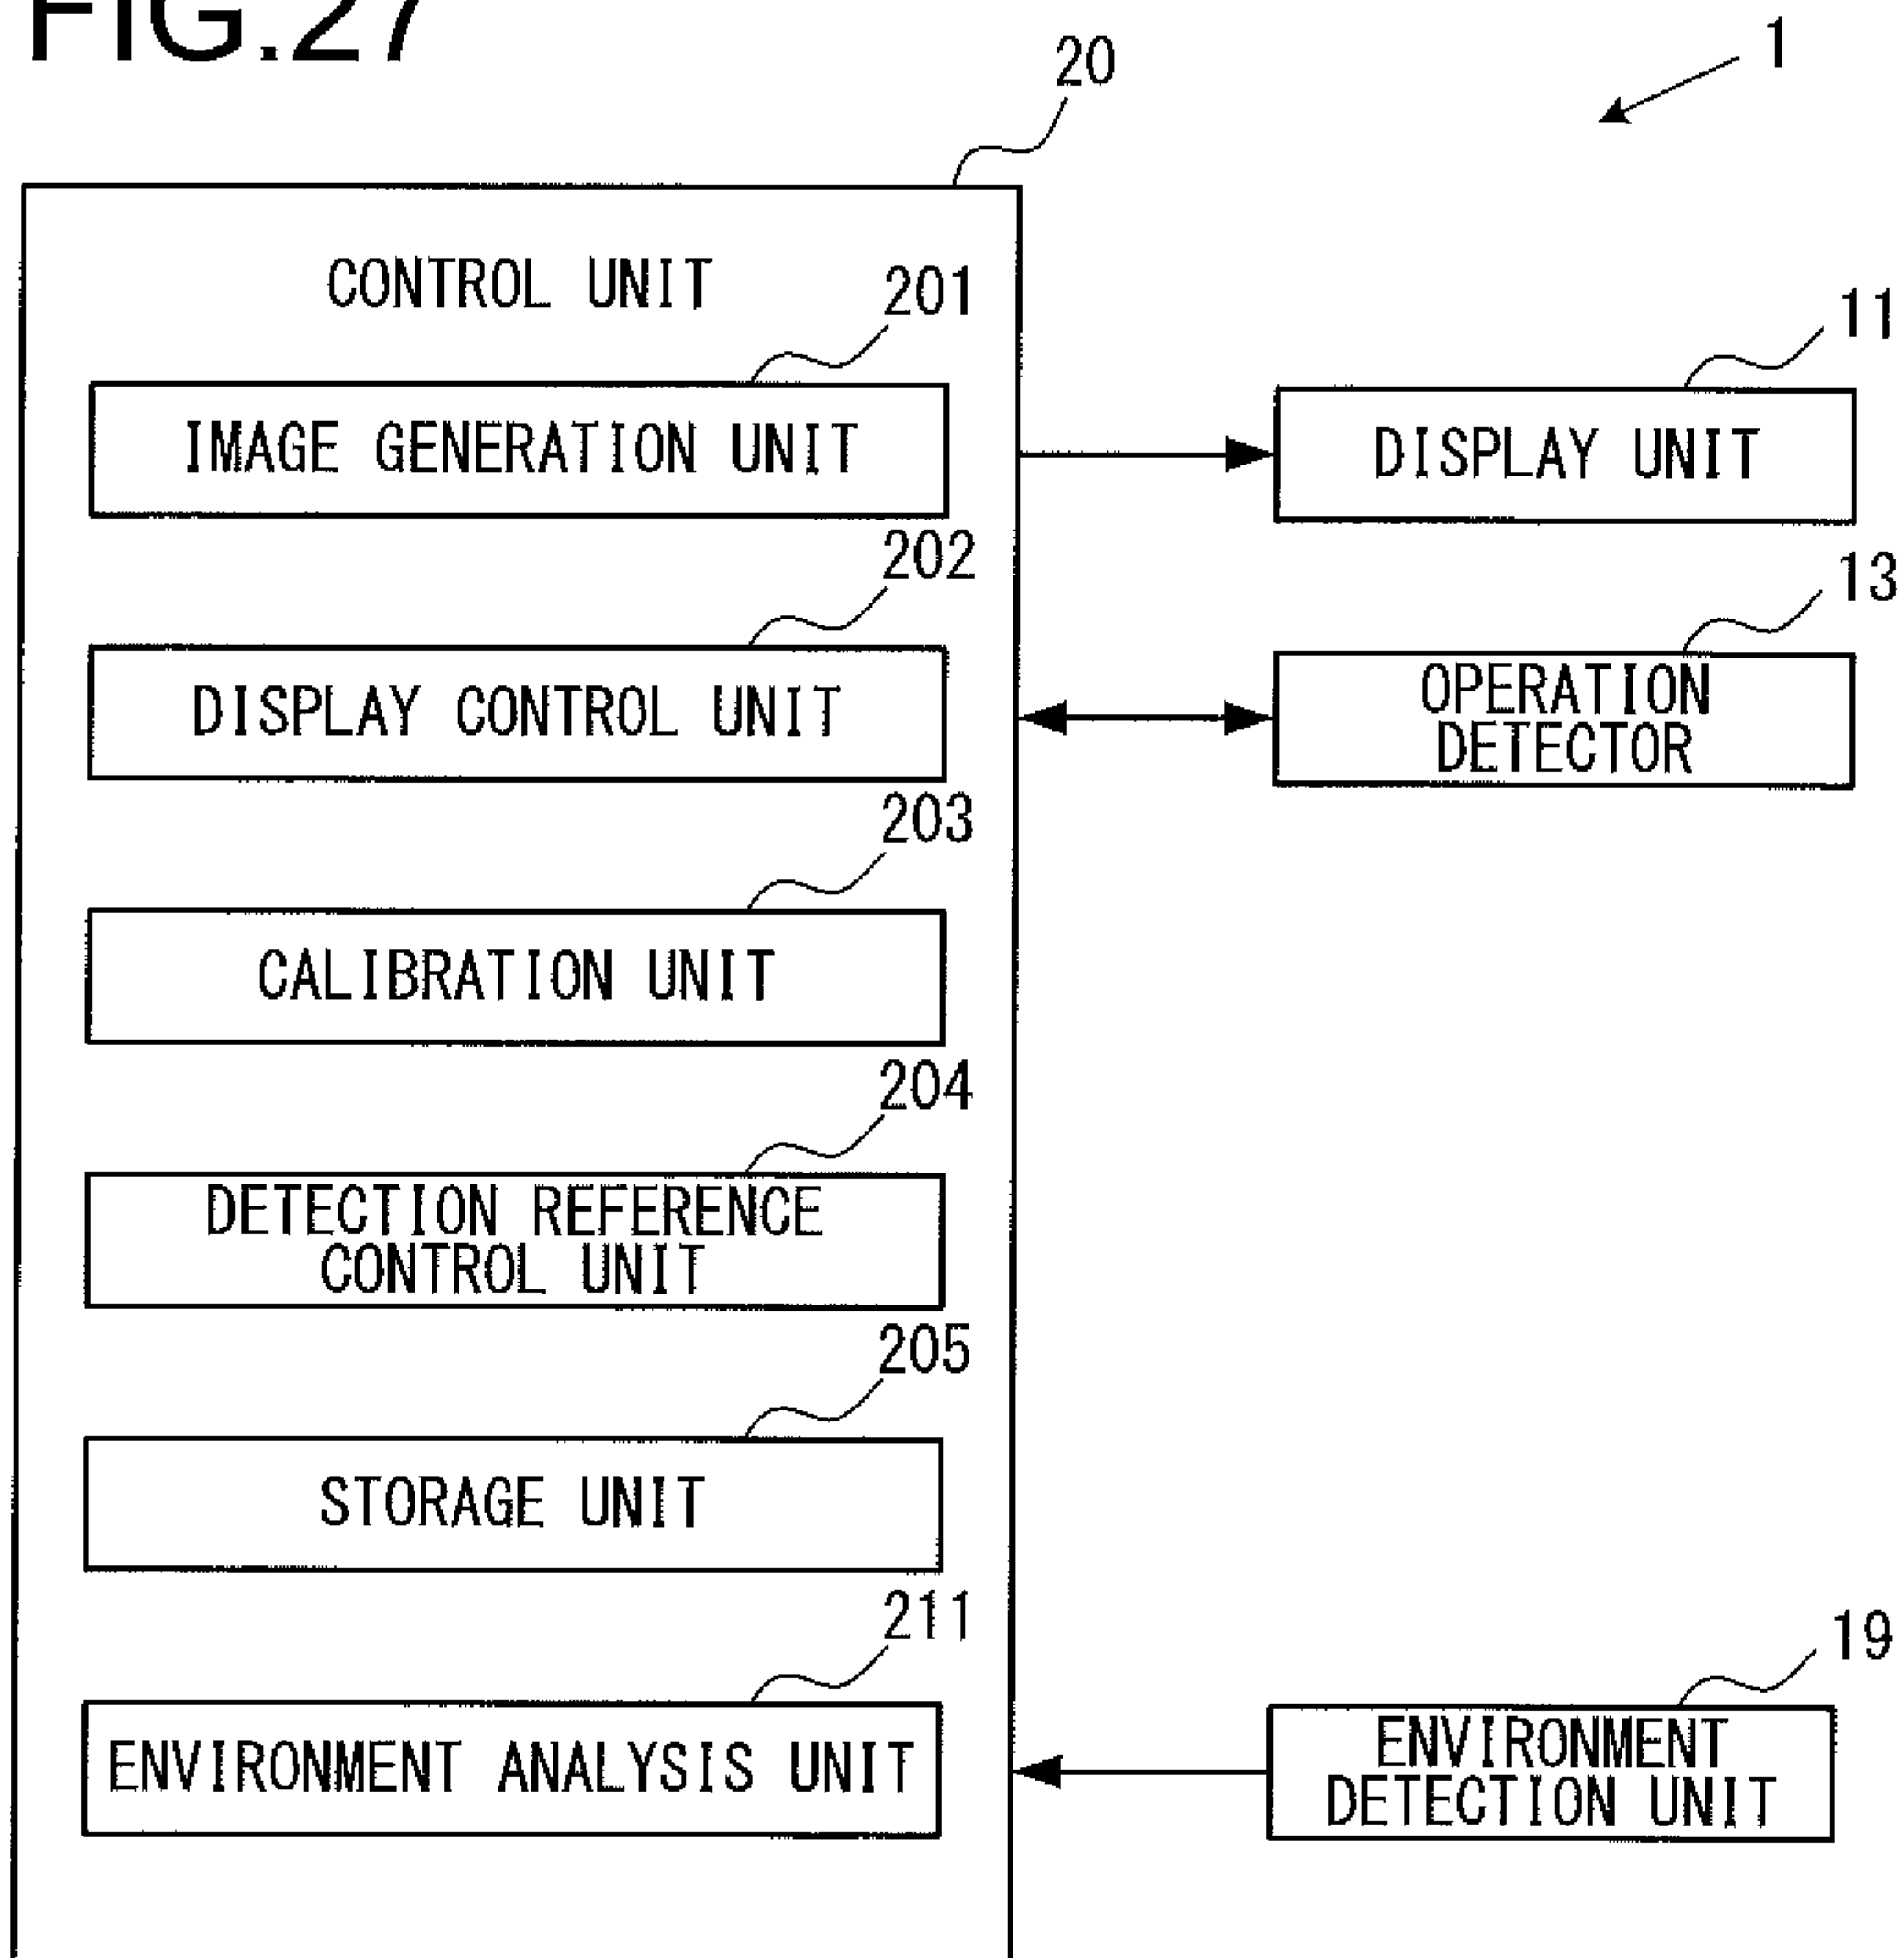 FIG.27
20
1
CONTROL UNIT
201
IMAGE GENERATION UNIT
11
DISPLAY UNIT
202
DISPLAY CONTROL UNIT
13
OPERATION
DETECTOR
203
CALIBRATION UNIT
204
DETECTION REFERENCE
CONTROL UNIT
205
STORAGE UNIT
211
ENVIRONMENT ANALYSIS UNIT
19
ENVIRONMENT
DETECTION UNIT